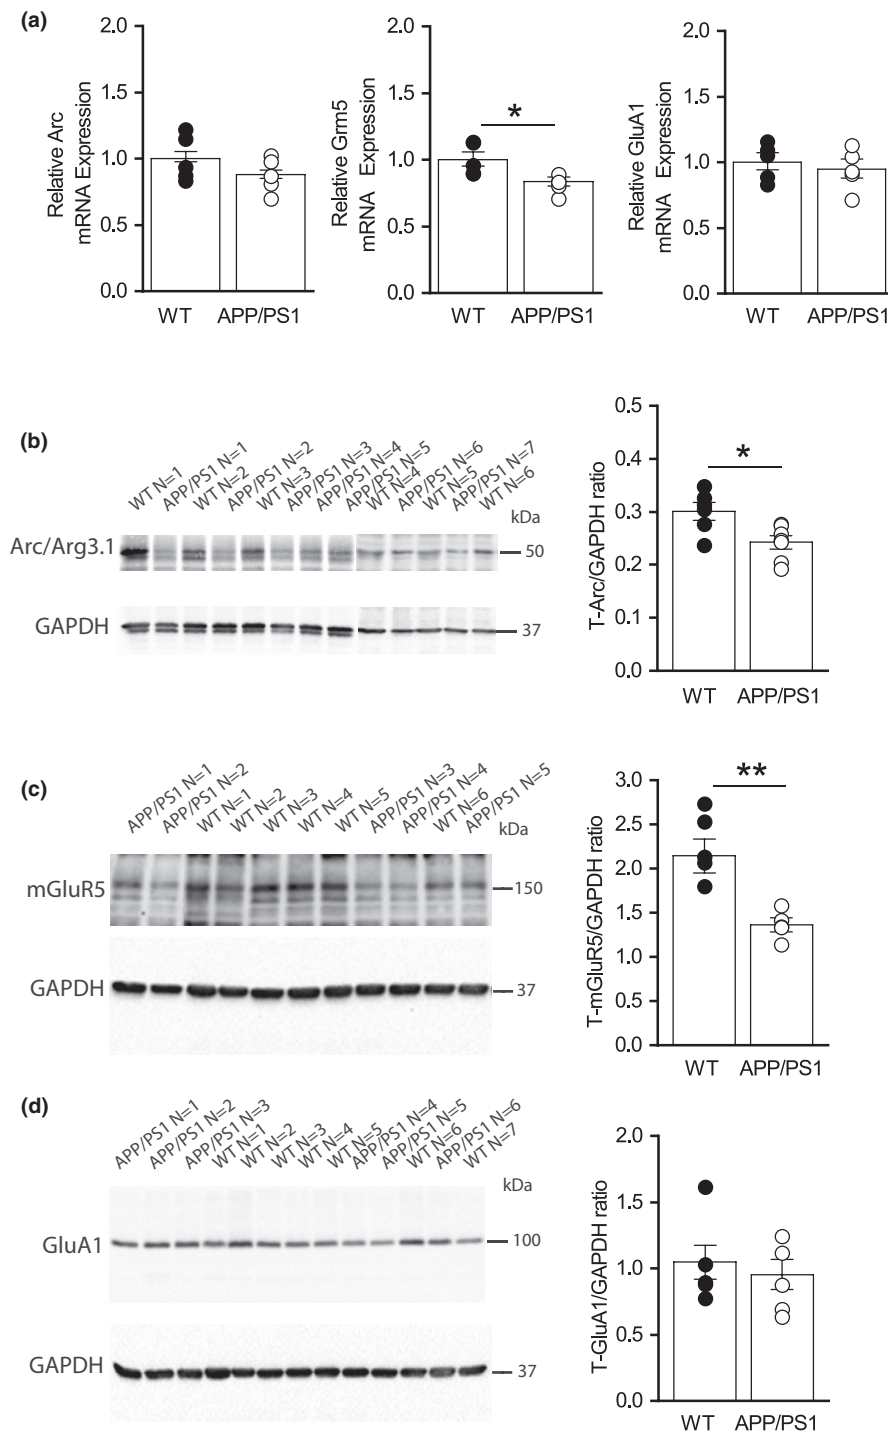 (a)
2.0
1.5
1.0
0.5
0.0
Relative Arc
mRNA Expression
WT APP/PS1
2.0
1.5
1.0
0.5
0.0
Relative Grm5
mRNA Expression
*
WT APP/PS1
2.0
1.5
1.0
0.5
0.0
Relative GluA1
mRNA Expression
WT APP/PS1
(b)
WT N=1
APP/PS1 N=1
WT N=2
APP/PS1 N=2
WT N=3
APP/PS1 N=3
APP/PS1 N=4
APP/PS1 N=5
WT N=4
APP/PS1 N=6
WT N=5
APP/PS1 N=7
WT N=6
kDa
Arc/Arg3.1
50
GAPDH
37
0.5
0.4
0.3
0.2
0.1
0.0
T-Arc/GAPDH ratio
*
WT APP/PS1
(c)
APP/PS1 N=1
APP/PS1 N=2
WT N=1
WT N=2
WT N=3
WT N=4
WT N=5
APP/PS1 N=3
APP/PS1 N=4
WT N=6
APP/PS1 N=5
kDa
mGluR5
150
GAPDH
37
3.0
2.5
2.0
1.5
1.0
0.5
0.0
T-mGluR5/GAPDH ratio
**
WT APP/PS1
(d)
APP/PS1 N=1
APP/PS1 N=2
APP/PS1 N=3
WT N=1
WT N=2
WT N=3
WT N=4
WT N=5
APP/PS1 N=4
APP/PS1 N=5
WT N=6
APP/PS1 N=6
WT N=7
kDa
GluA1
100
GAPDH
37
2.0
1.5
1.0
0.5
0.0
T-GluA1/GAPDH ratio
WT APP/PS1